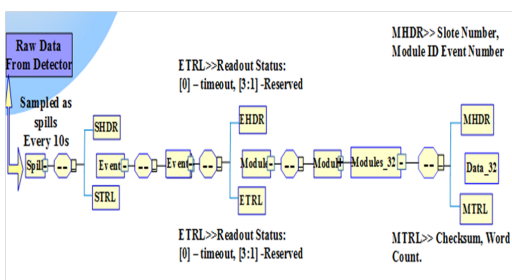 Raw Data
From Detector
Sampled as
spills
Every 10s
ETRL>>Readout Status:
[0] – timeout, [3:1] -Reserved
MHDR>> Slote Number,
Module ID Event Number
SHDR
EHDR
MHDR
Spill
Event
Event
Module
Modul
Modules_32
Data_32
STRL
ETRL
MTRL
ETRL>>Readout Status:
[0] – timeout, [3:1] -Reserved
MTRL>> Checksum, Word
Count.